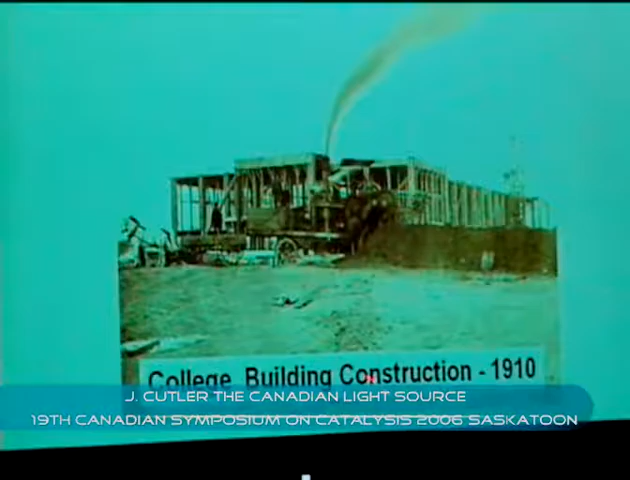 College Building Construction - 1910
J. CUTLER THE CANADIAN LIGHT SOURCE
19TH CANADIAN SYMPOSIUM ON CATALYSIS 2006 SASKATOON